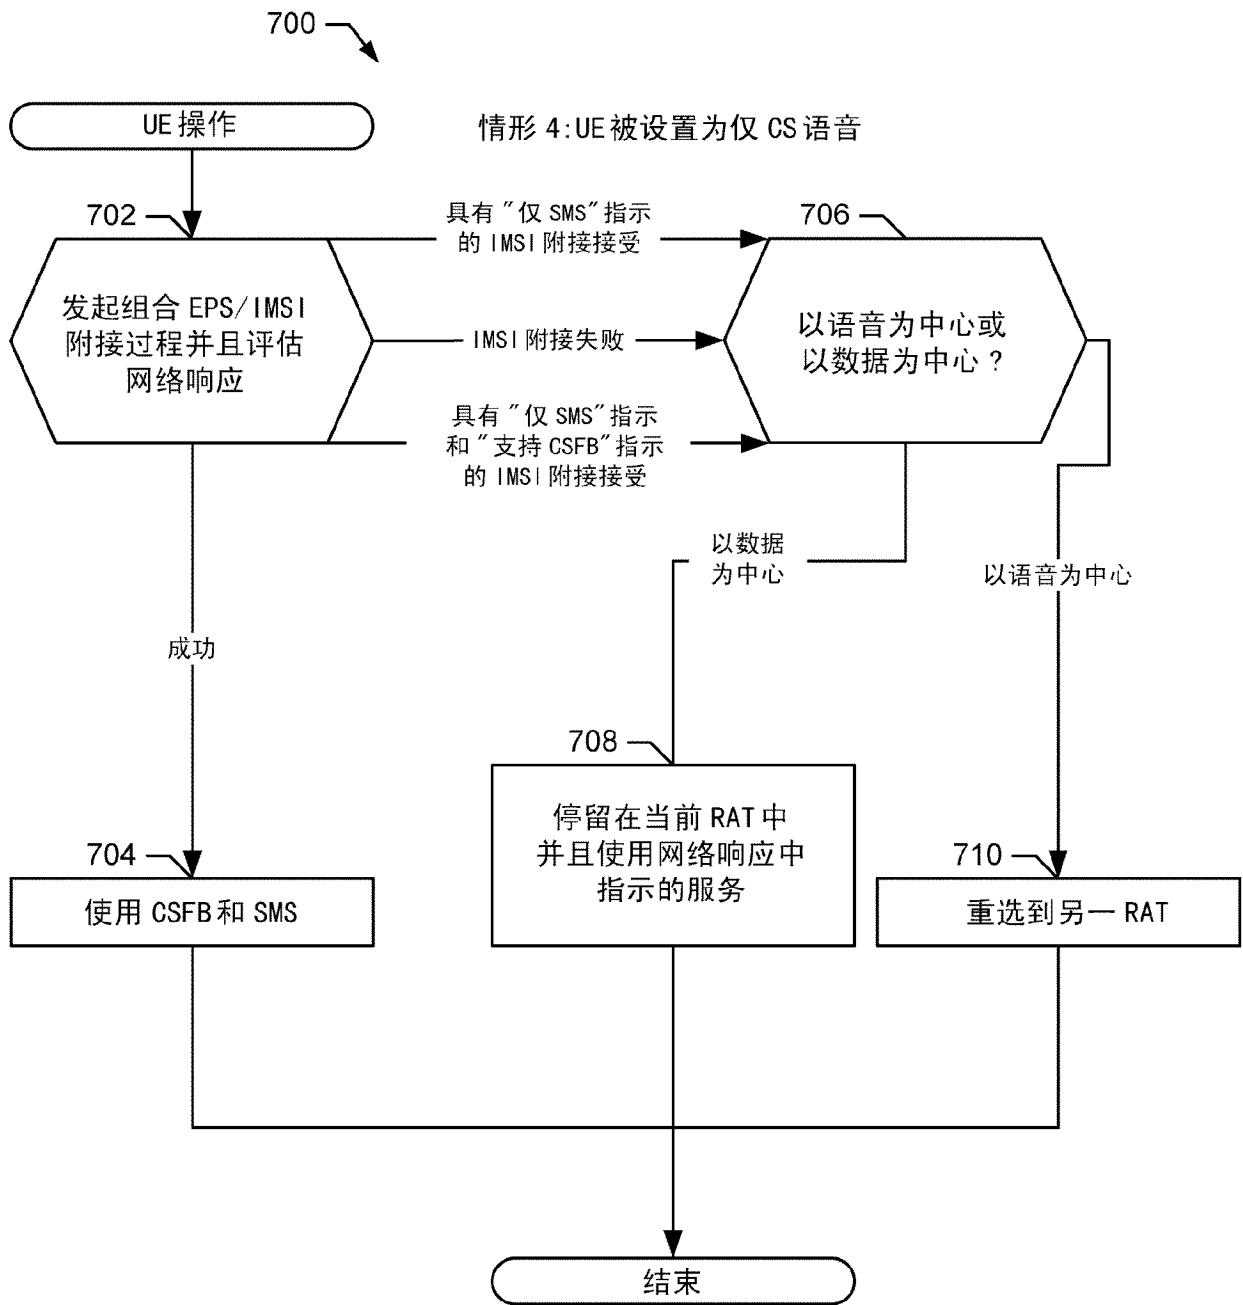 700
UE操作
情形 4:UE被设置为仅 CS 语音
702
具有"仅 SMS"指示
的 IMSI 附接接受
706
发起组合 EPS/IMSI
附接过程并且评估
网络响应
IMSI 附接失败
以语音为中心或
以数据为中心?
具有"仅 SMS"指示
和"支持 CSFB"指示
的 IMSI 附接接受
以数据
为中心
以语音为中心
成功
708
停留在当前 RAT 中
并且使用网络响应中
指示的服务
704
使用 CSFB 和 SMS
710
重选到另一 RAT
结束